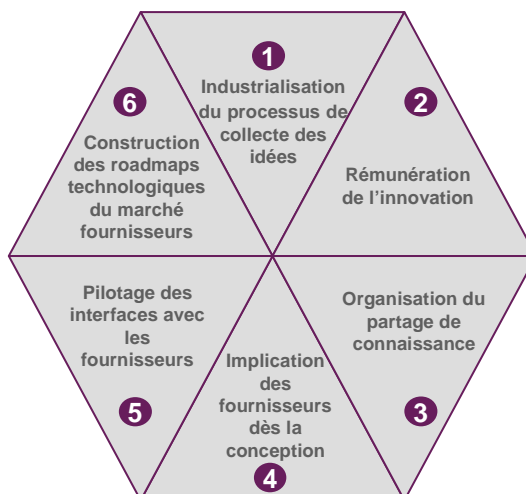 1
Industrialisation
du processus de
collecte des
idées
2
Rémunération
de l'innovation
3
Organisation du
partage de
connaissance
4
Implication
des
fournisseurs
dès la
conception
5
Pilotage des
interfaces avec
les
fournisseurs
6
Construction
des roadmaps
technologiques
du marché
fournisseurs